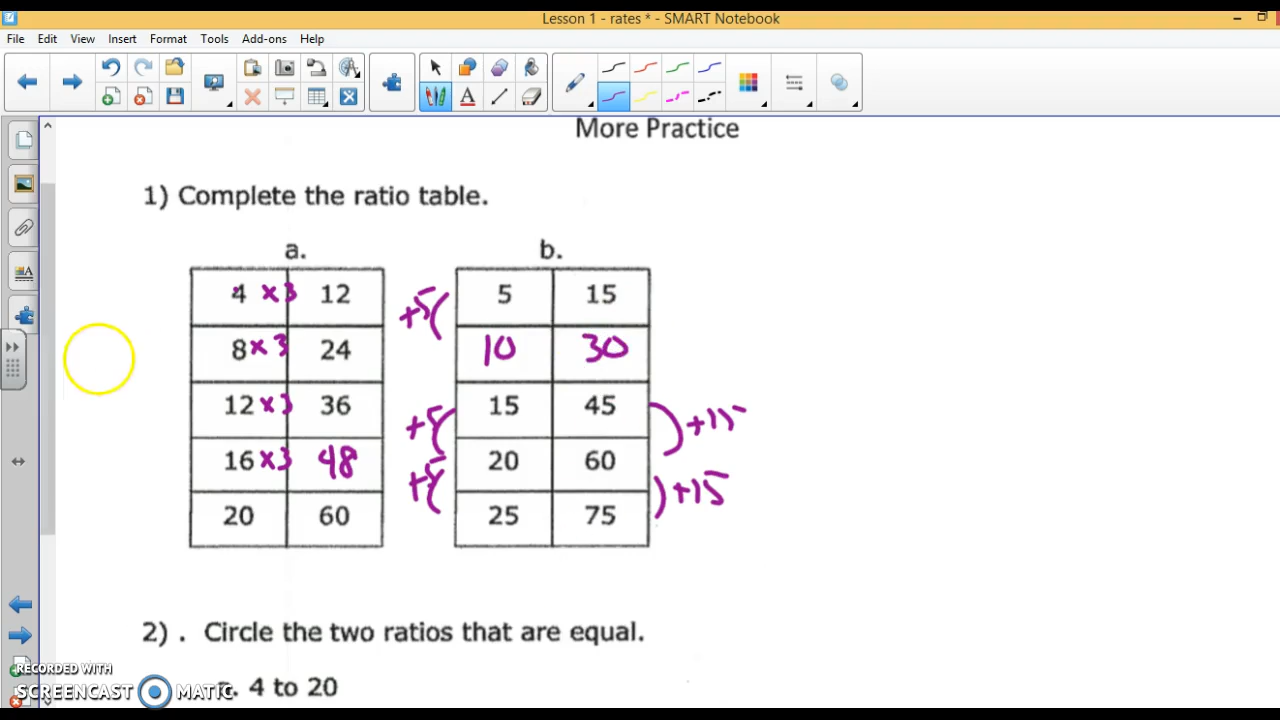 Lesson 1 - rates * - SMART Notebook
File Edit View Insert Format Tools Add-ons Help
More Practice
1) Complete the ratio table.
a. b.
4 ×3 12 +5 5 15
8 ×3 24 10 30
12 ×3 36 +5 15 45 +15
16 ×3 48 +5 20 60 +15
20 60 25 75
2) . Circle the two ratios that are equal.
RECORDED WITH
SCREENCAST MATIC
4 to 20